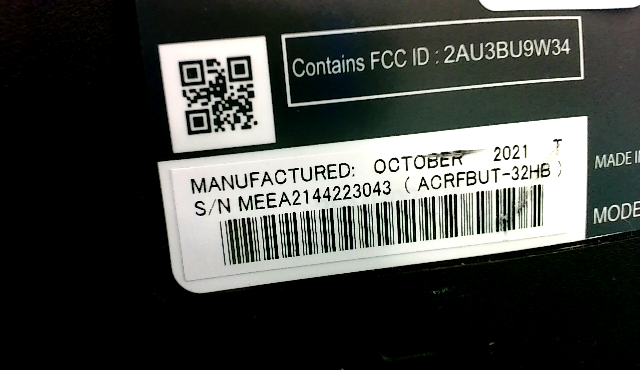 Contains FCC ID : 2AU3BU9W34
MANUFACTURED: OCTOBER 2021 T
S/N MEEA2144223043 ( ACRFBUT-32HB )
MADE
MODE